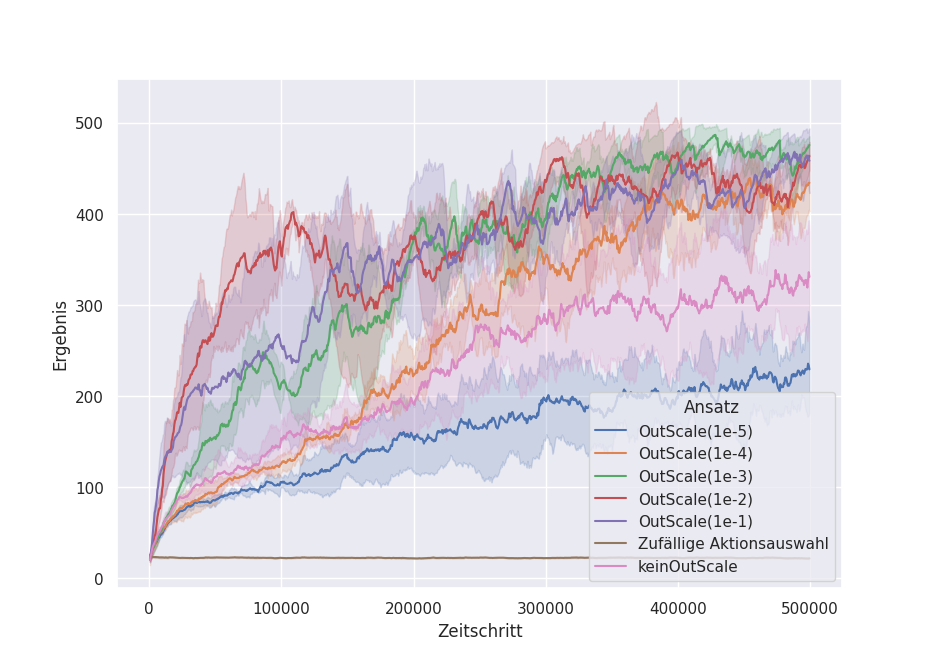 500
400
300
200
100
0
Ergebnis
0 100000 200000 300000 400000 500000
Zeitschritt
Ansatz
OutScale(1e-5)
OutScale(1e-4)
OutScale(1e-3)
OutScale(1e-2)
OutScale(1e-1)
Zufällige Aktionsauswahl
keinOutScale